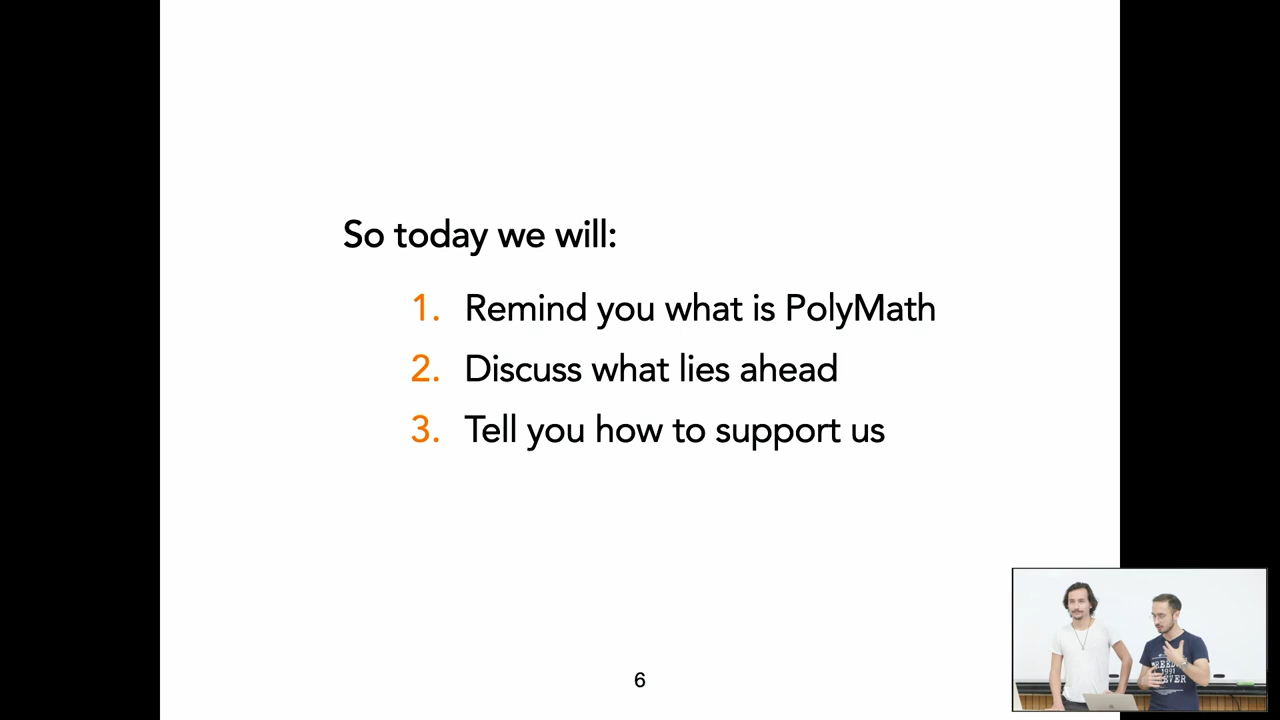 So today we will:
1. Remind you what is PolyMath
2. Discuss what lies ahead
3. Tell you how to support us
6
1991